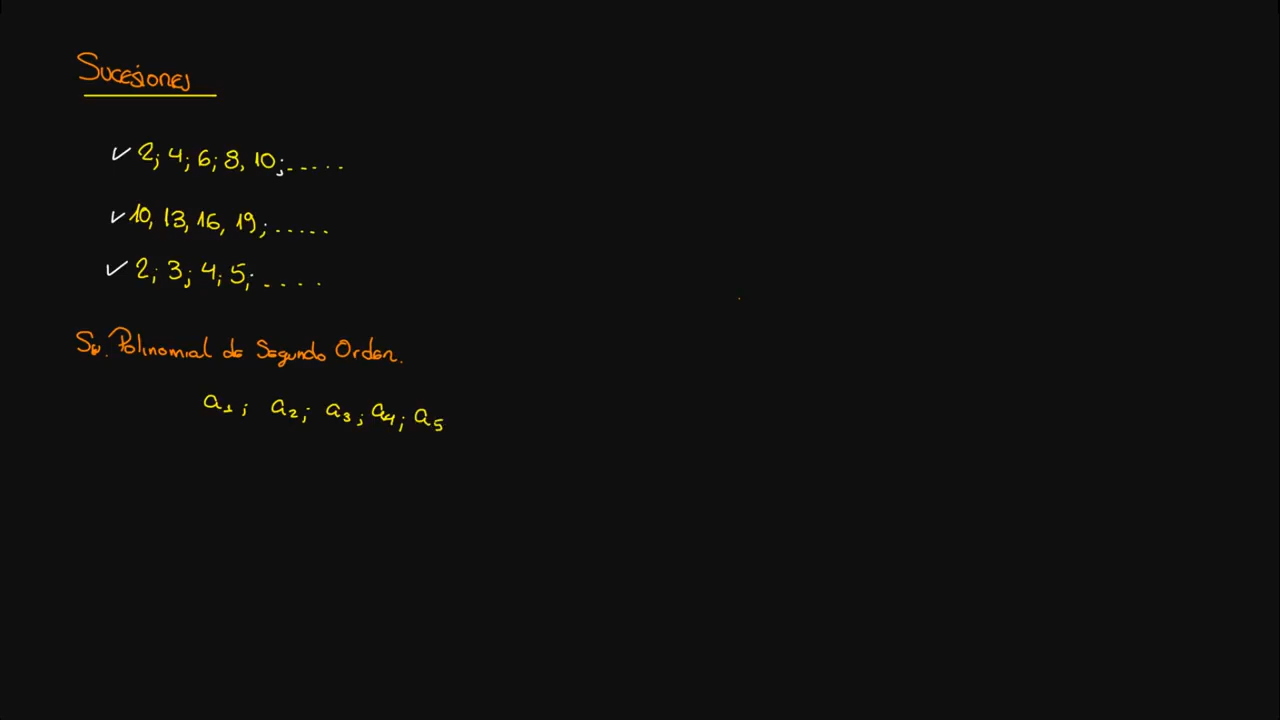 Sucesiones
✓ 2; 4; 6; 8, 10; .....
✓ 10, 13, 16, 19; .....
✓ 2; 3; 4; 5; ....
Su. Polinomial de Segundo Orden.
a₁; a₂; a₃; a₄; a₅